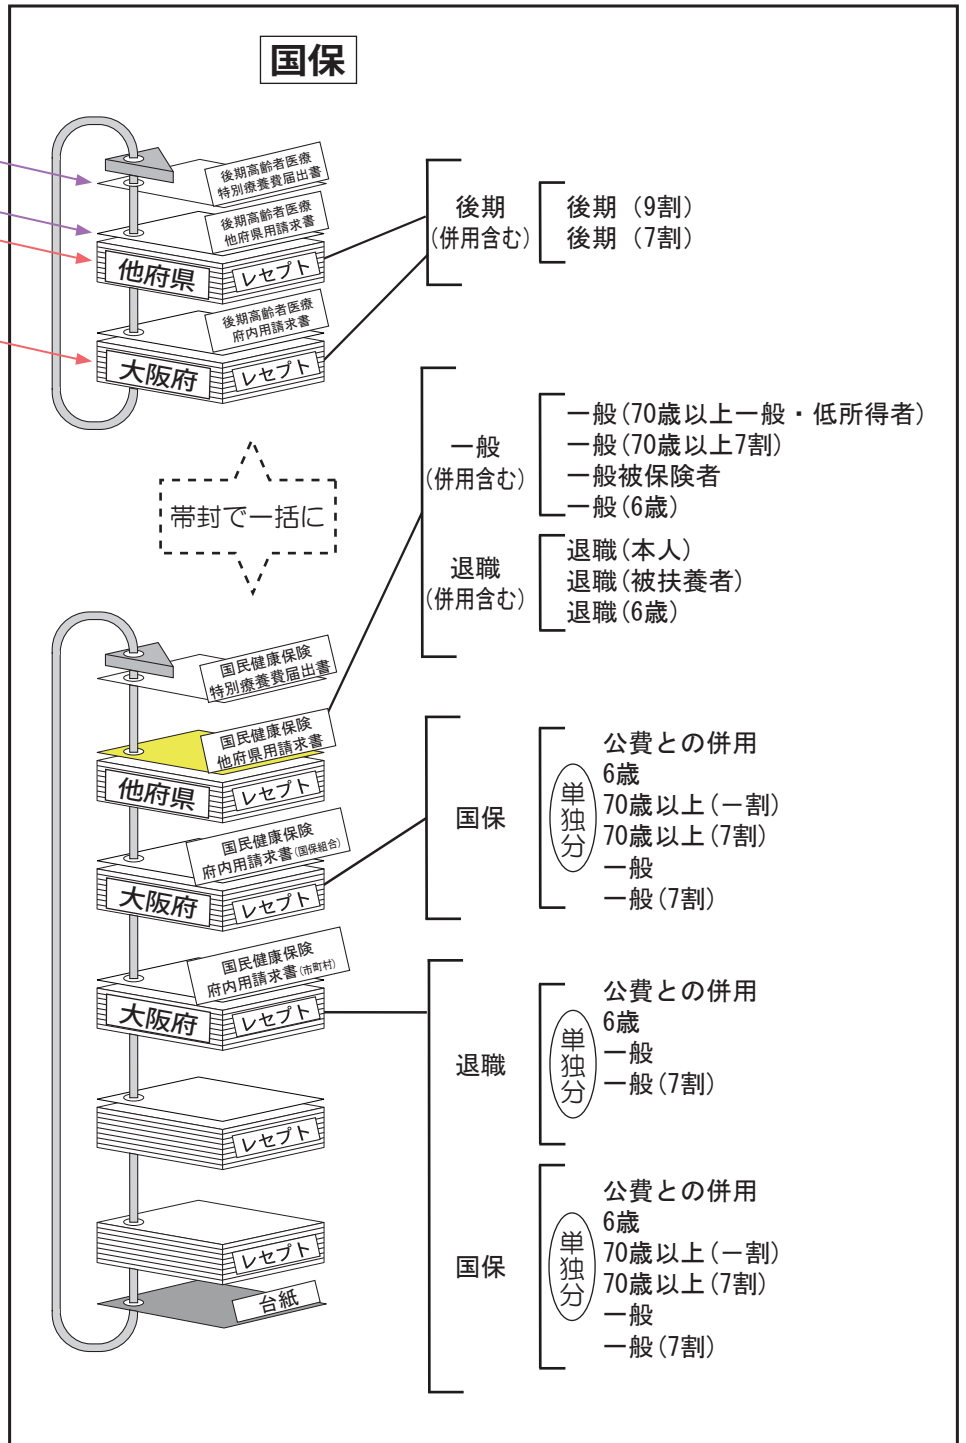 国保
後期高齢者医療
特別療養費届出書
後期高齢者医療
他府県用請求書
他府県
レセプト
後期高齢者医療
府内用請求書
大阪府
レセプト
後期
(併用含む)
後期(9割)
後期(7割)
帯封で一括に
一般
(併用含む)
一般(70歳以上一般・低所得者)
一般(70歳以上7割)
一般被保険者
一般(6歳)
退職
(併用含む)
退職(本人)
退職(被扶養者)
退職(6歳)
国民健康保険
特別療養費届出書
国民健康保険
他府県用請求書
他府県
レセプト
国民健康保険
府内用請求書(国保組合)
大阪府
レセプト
国保
単独分
公費との併用
6歳
70歳以上(一割)
70歳以上(7割)
一般
一般(7割)
国民健康保険
府内用請求書(市町村)
大阪府
レセプト
退職
単独分
公費との併用
6歳
一般
一般(7割)
レセプト
レセプト
台紙
国保
単独分
公費との併用
6歳
70歳以上(一割)
70歳以上(7割)
一般
一般(7割)